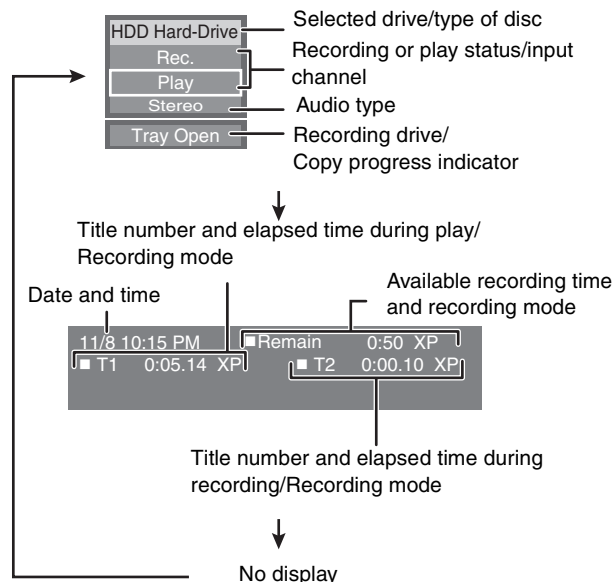 HDD Hard-Drive
Selected drive/type of disc
Rec.
Recording or play status/input
channel
Play
Stereo
Audio type
Tray Open
Recording drive/
Copy progress indicator
Title number and elapsed time during play/
Recording mode
Available recording time
and recording mode
Date and time
11/8 10:15 PM ■Remain 0:50 XP
■ T1 0:05.14 XP ■ T2 0:00.10 XP
Title number and elapsed time during
recording/Recording mode
No display